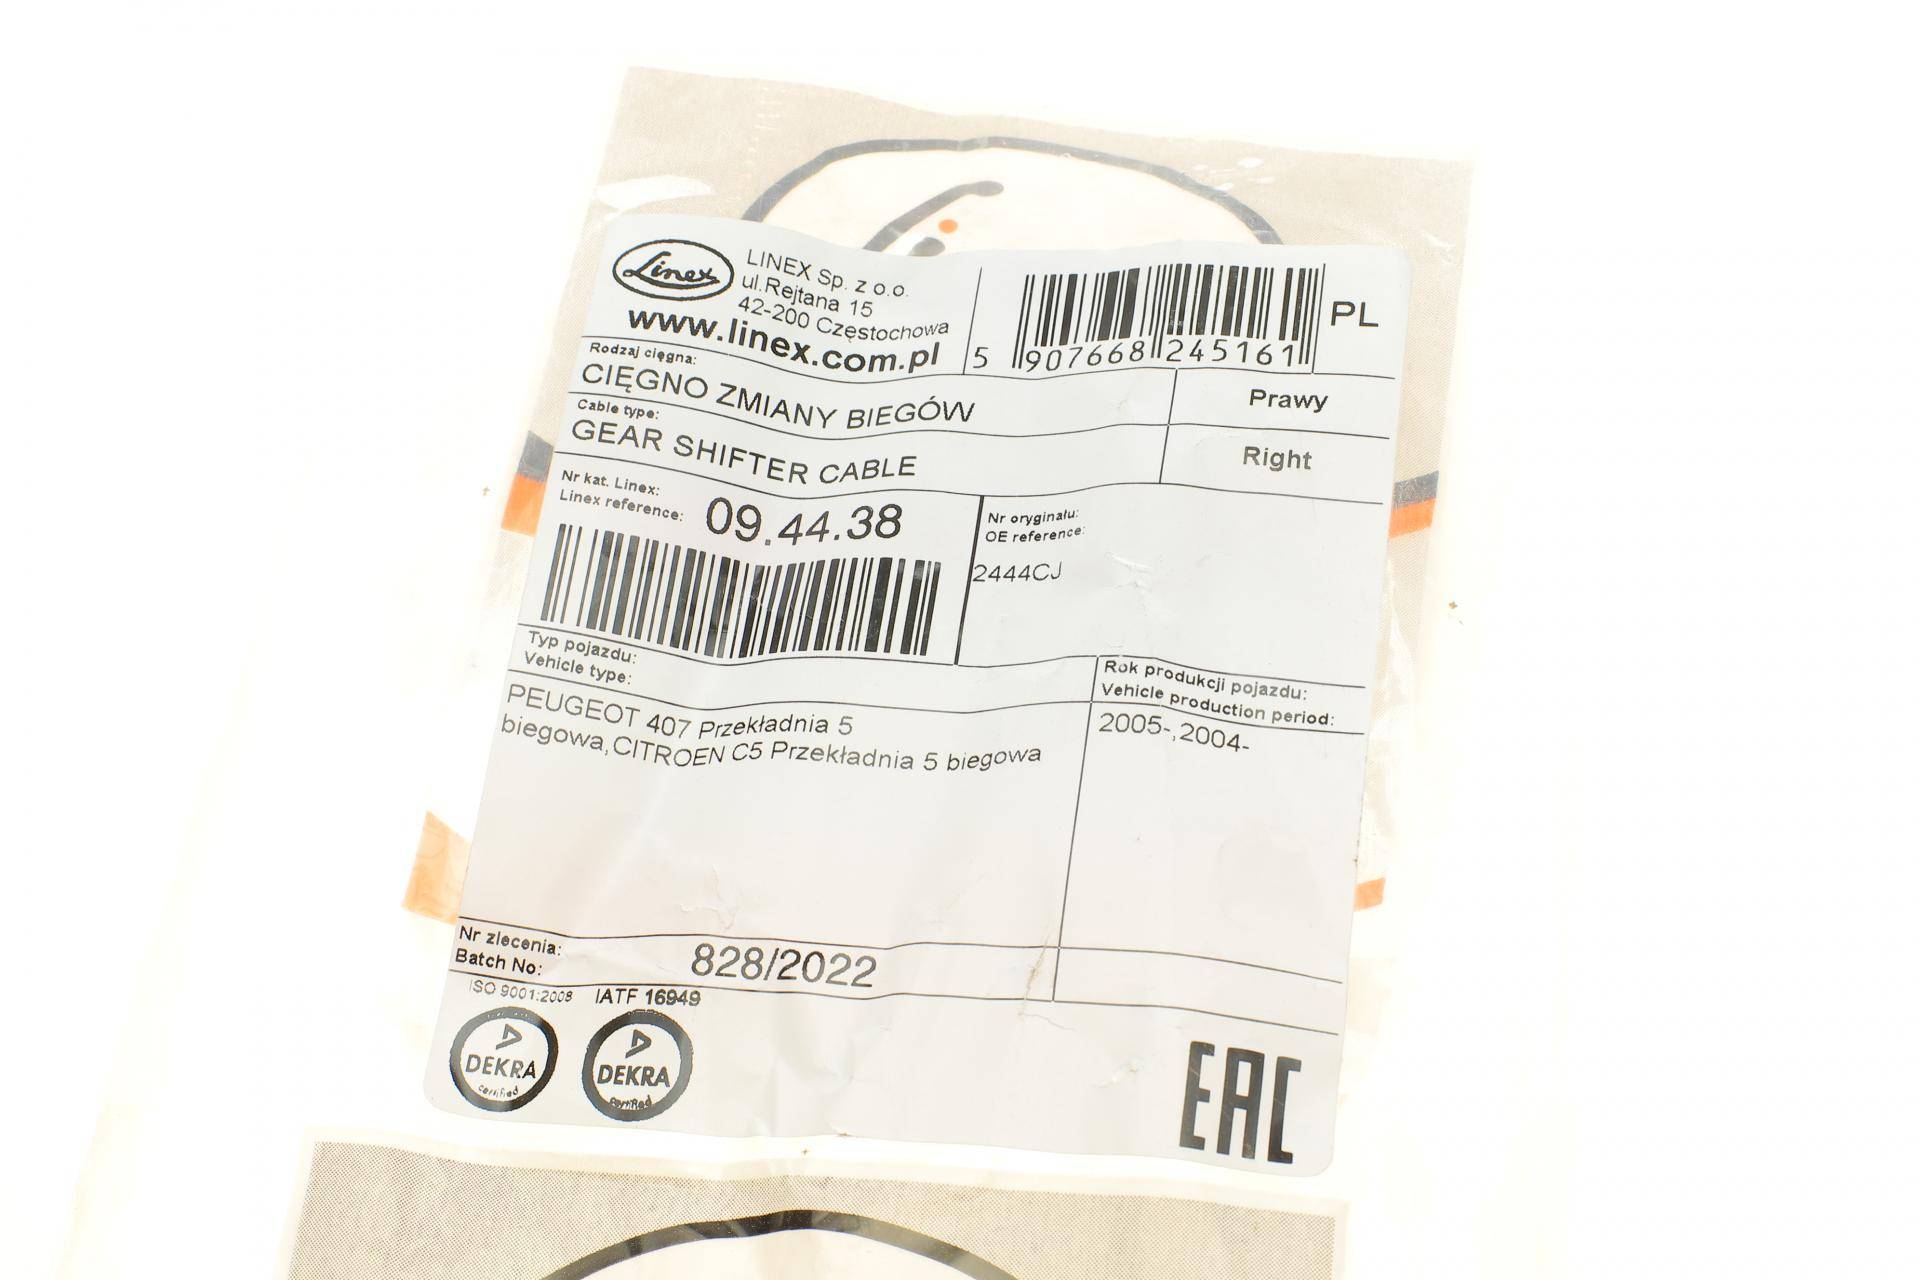 Linex
LINEX Sp. z o.o.
ul.Rejtana 15
42-200 Częstochowa
www.linex.com.pl
5 907668 245161
PL
Rodzaj cięgna:
CIĘGNO ZMIANY BIEGÓW
Prawy
Cable type:
GEAR SHIFTER CABLE
Right
Nr kat. Linex:
Linex reference: 09.44.38
Nr oryginału:
OE reference:
2444CJ
Typ pojazdu:
Vehicle type:
Rok produkcji pojazdu:
Vehicle production period:
PEUGEOT 407 Przekładnia 5
biegowa,CITROEN C5 Przekładnia 5 biegowa
2005-,2004-
Nr zlecenia:
Batch No: 828/2022
ISO 9001:2008 IATF 16949
DEKRA
certified
DEKRA
certified
EAC